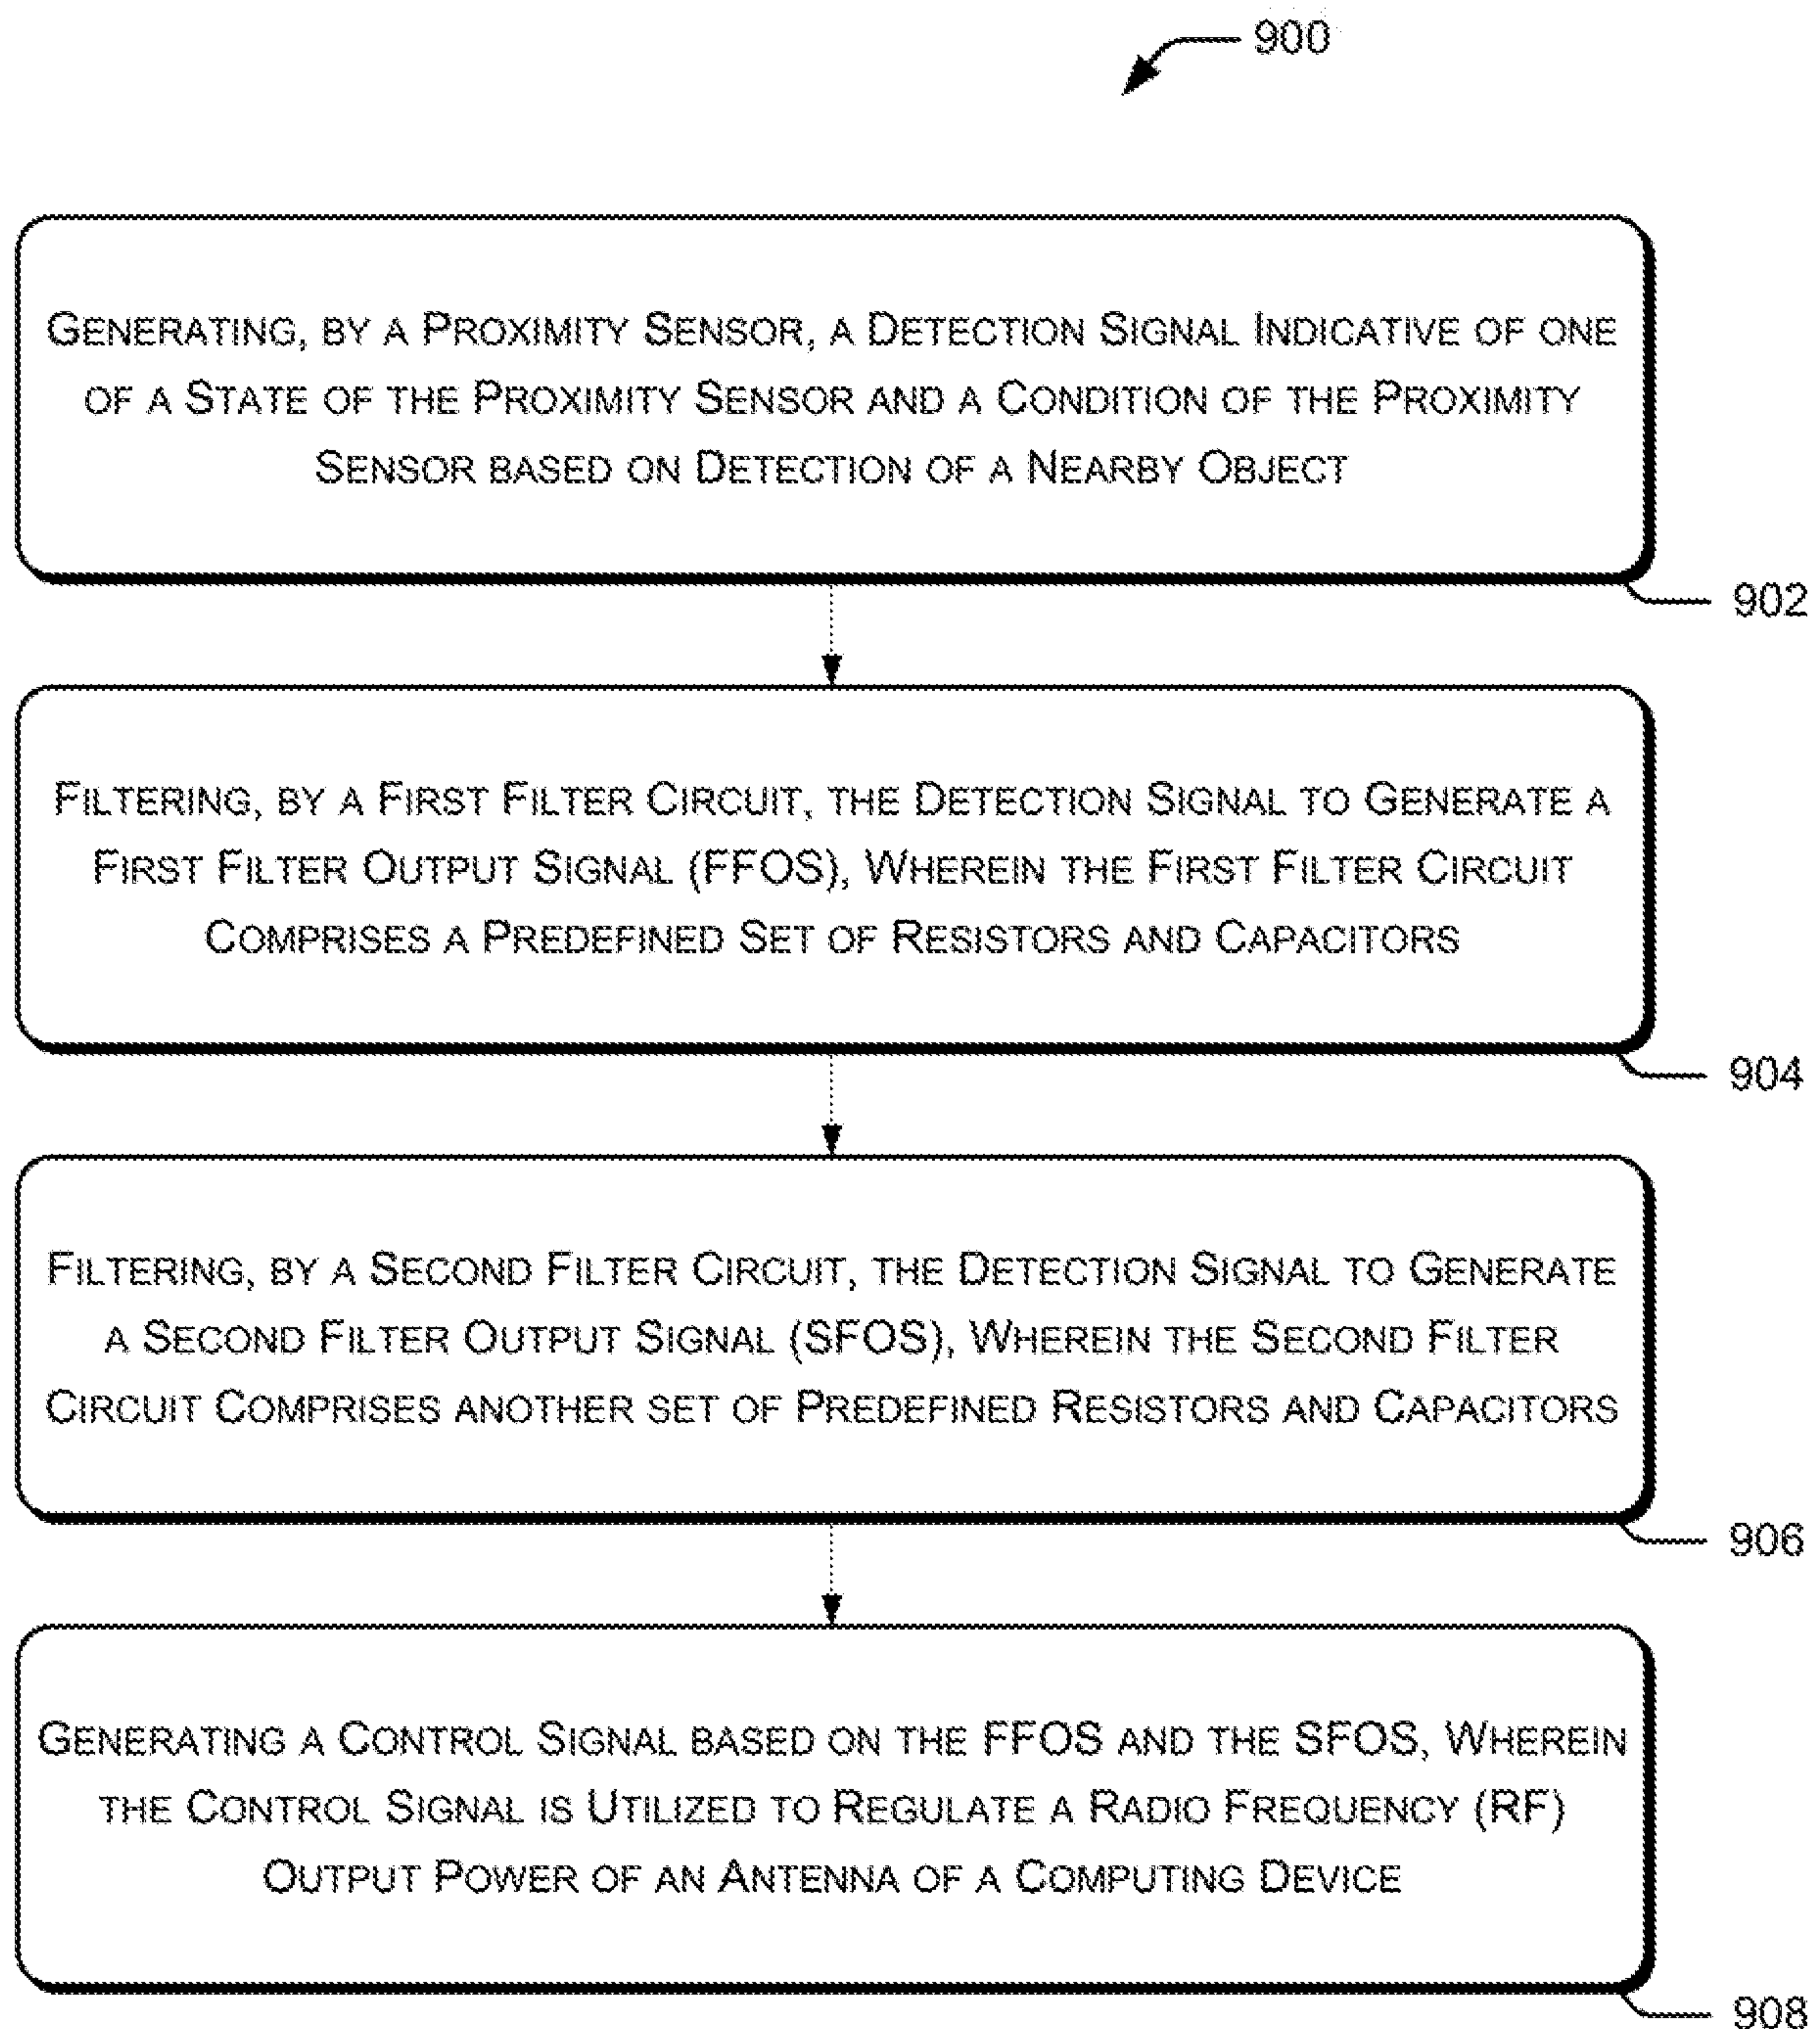 900
GENERATING, BY A PROXIMITY SENSOR, A DETECTION SIGNAL INDICATIVE OF ONE
OF A STATE OF THE PROXIMITY SENSOR AND A CONDITION OF THE PROXIMITY
SENSOR BASED ON DETECTION OF A NEARBY OBJECT
902
FILTERING, BY A FIRST FILTER CIRCUIT, THE DETECTION SIGNAL TO GENERATE A
FIRST FILTER OUTPUT SIGNAL (FFOS), WHEREIN THE FIRST FILTER CIRCUIT
COMPRISES A PREDEFINED SET OF RESISTORS AND CAPACITORS
904
FILTERING, BY A SECOND FILTER CIRCUIT, THE DETECTION SIGNAL TO GENERATE
A SECOND FILTER OUTPUT SIGNAL (SFOS), WHEREIN THE SECOND FILTER
CIRCUIT COMPRISES ANOTHER SET OF PREDEFINED RESISTORS AND CAPACITORS
906
GENERATING A CONTROL SIGNAL BASED ON THE FFOS AND THE SFOS, WHEREIN
THE CONTROL SIGNAL IS UTILIZED TO REGULATE A RADIO FREQUENCY (RF)
OUTPUT POWER OF AN ANTENNA OF A COMPUTING DEVICE
908